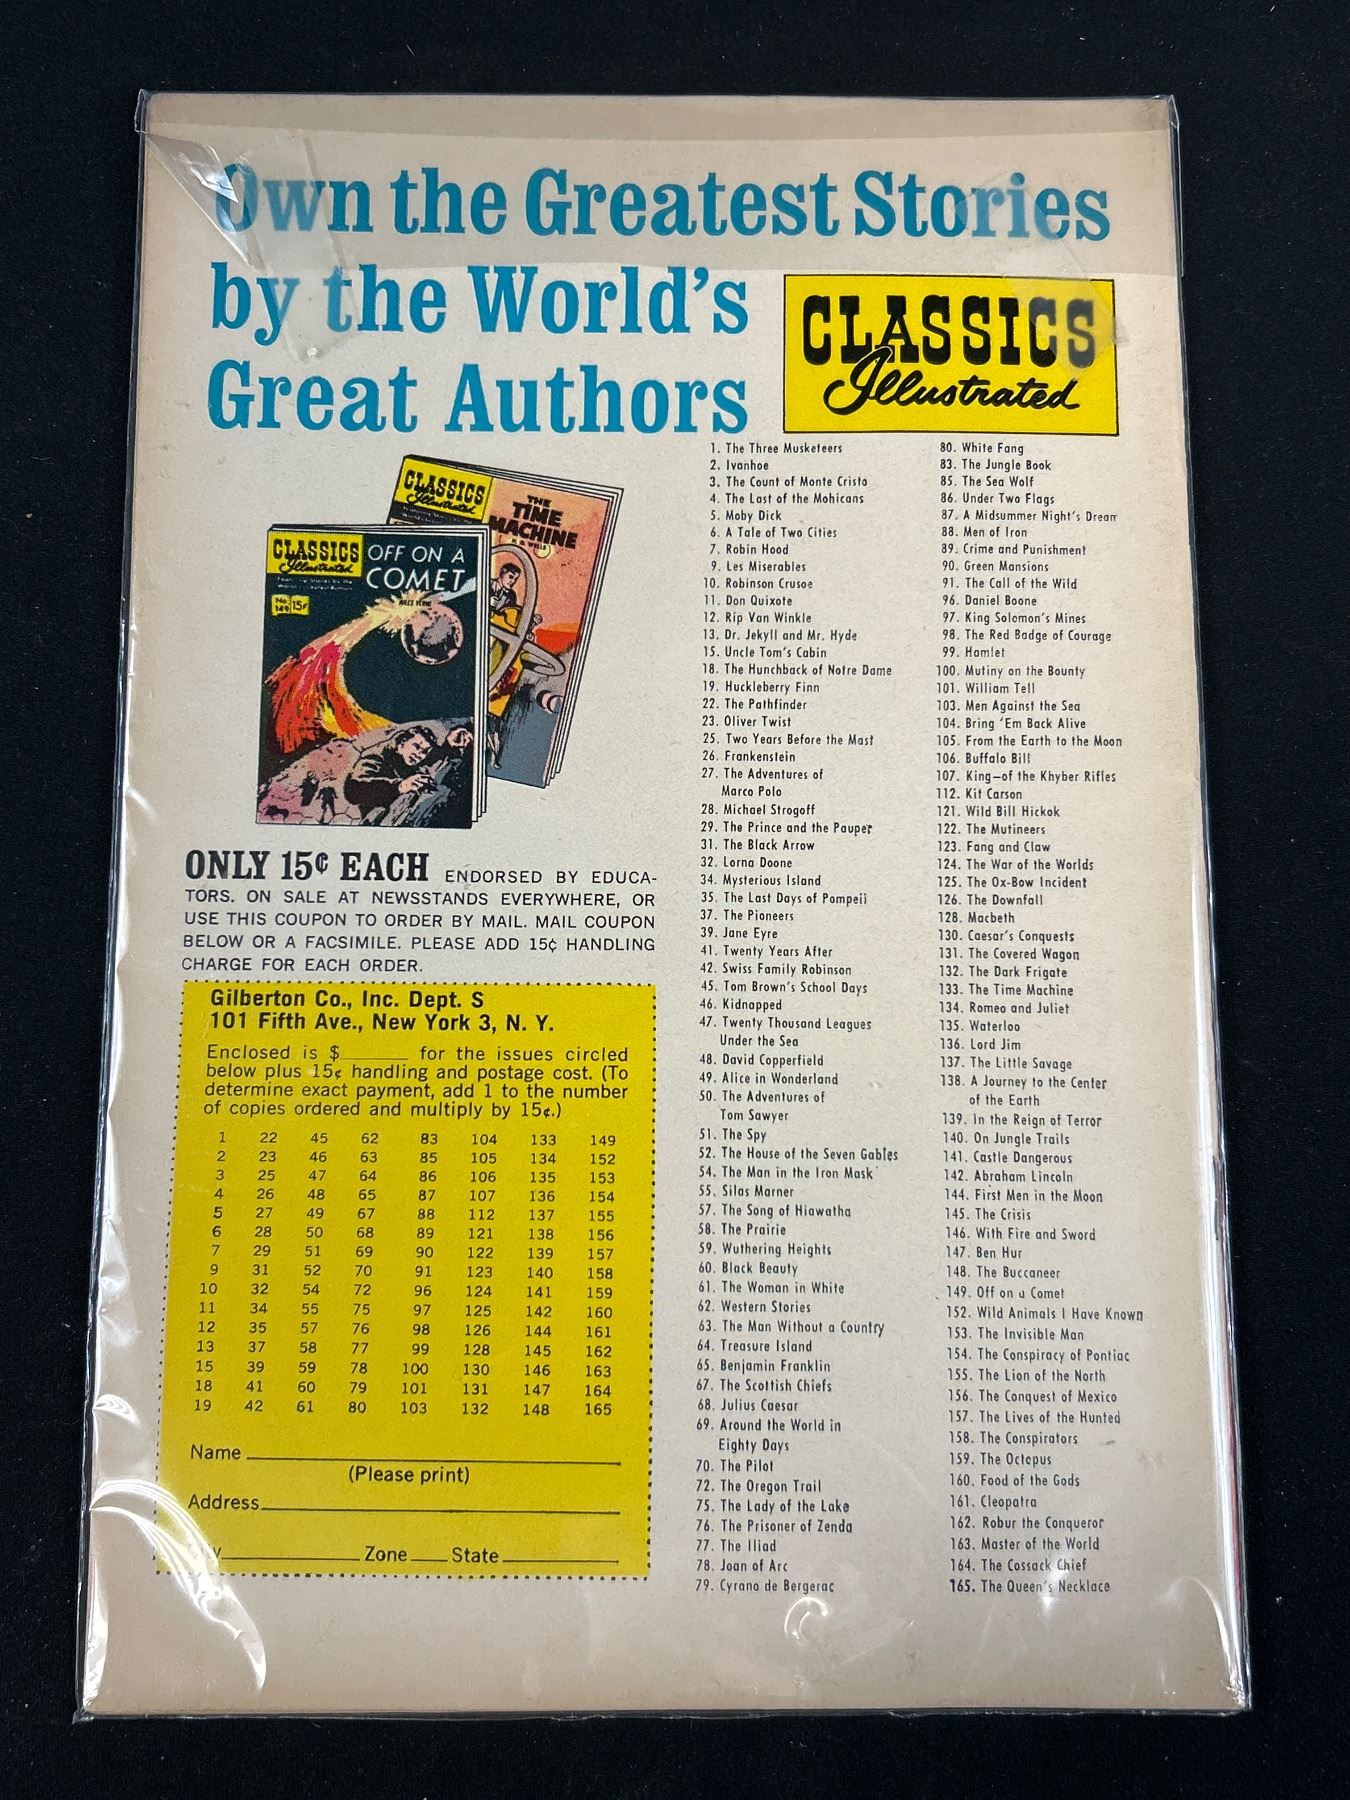 Own the Greatest Stories
by the World's
Great Authors
CLASSICS
Illustrated
CLASSICS
Illustrated
THE
TIME
MACHINE
H. G. WELLS
CLASSICS
Illustrated
OFF ON A
COMET
No.
149
15¢
JULES VERNE
ONLY 15¢ EACH ENDORSED BY EDUCA-
TORS. ON SALE AT NEWSSTANDS EVERYWHERE, OR
USE THIS COUPON TO ORDER BY MAIL. MAIL COUPON
BELOW OR A FACSIMILE. PLEASE ADD 15¢ HANDLING
CHARGE FOR EACH ORDER.
Gilberton Co., Inc. Dept. S
101 Fifth Ave., New York 3, N. Y.
Enclosed is $______ for the issues circled
below plus 15¢ handling and postage cost. (To
determine exact payment, add 1 to the number
of copies ordered and multiply by 15¢.)
1 22 45 62 83 104 133 149
2 23 46 63 85 105 134 152
3 25 47 64 86 106 135 153
4 26 48 65 87 107 136 154
5 27 49 67 88 112 137 155
6 28 50 68 89 121 138 156
7 29 51 69 90 122 139 157
9 31 52 70 91 123 140 158
10 32 54 72 96 124 141 159
11 34 55 75 97 125 142 160
12 35 57 76 98 126 144 161
13 37 58 77 99 128 145 162
15 39 59 78 100 130 146 163
18 41 60 79 101 131 147 164
19 42 61 80 103 132 148 165
Name
(Please print)
Address
Zone State
1. The Three Musketeers
2. Ivanhoe
3. The Count of Monte Cristo
4. The Last of the Mohicans
5. Moby Dick
6. A Tale of Two Cities
7. Robin Hood
9. Les Miserables
10. Robinson Crusoe
11. Don Quixote
12. Rip Van Winkle
13. Dr. Jekyll and Mr. Hyde
15. Uncle Tom's Cabin
18. The Hunchback of Notre Dame
19. Huckleberry Finn
22. The Pathfinder
23. Oliver Twist
25. Two Years Before the Mast
26. Frankenstein
27. The Adventures of
Marco Polo
28. Michael Strogoff
29. The Prince and the Pauper
31. The Black Arrow
32. Lorna Doone
34. Mysterious Island
35. The Last Days of Pompeii
37. The Pioneers
39. Jane Eyre
41. Twenty Years After
42. Swiss Family Robinson
45. Tom Brown's School Days
46. Kidnapped
47. Twenty Thousand Leagues
Under the Sea
48. David Copperfield
49. Alice in Wonderland
50. The Adventures of
Tom Sawyer
51. The Spy
52. The House of the Seven Gables
54. The Man in the Iron Mask
55. Silas Marner
57. The Song of Hiawatha
58. The Prairie
59. Wuthering Heights
60. Black Beauty
61. The Woman in White
62. Western Stories
63. The Man Without a Country
64. Treasure Island
65. Benjamin Franklin
67. The Scottish Chiefs
68. Julius Caesar
69. Around the World in
Eighty Days
70. The Pilot
72. The Oregon Trail
75. The Lady of the Lake
76. The Prisoner of Zenda
77. The Iliad
78. Joan of Arc
79. Cyrano de Bergerac
80. White Fang
83. The Jungle Book
85. The Sea Wolf
86. Under Two Flags
87. A Midsummer Night's Dream
88. Men of Iron
89. Crime and Punishment
90. Green Mansions
91. The Call of the Wild
96. Daniel Boone
97. King Solomon's Mines
98. The Red Badge of Courage
99. Hamlet
100. Mutiny on the Bounty
101. William Tell
103. Men Against the Sea
104. Bring 'Em Back Alive
105. From the Earth to the Moon
106. Buffalo Bill
107. King—of the Khyber Rifles
112. Kit Carson
121. Wild Bill Hickok
122. The Mutineers
123. Fang and Claw
124. The War of the Worlds
125. The Ox-Bow Incident
126. The Downfall
128. Macbeth
130. Caesar's Conquests
131. The Covered Wagon
132. The Dark Frigate
133. The Time Machine
134. Romeo and Juliet
135. Waterloo
136. Lord Jim
137. The Little Savage
138. A Journey to the Center
of the Earth
139. In the Reign of Terror
140. On Jungle Trails
141. Castle Dangerous
142. Abraham Lincoln
144. First Men in the Moon
145. The Crisis
146. With Fire and Sword
147. Ben Hur
148. The Buccaneer
149. Off on a Comet
152. Wild Animals I Have Known
153. The Invisible Man
154. The Conspiracy of Pontiac
155. The Lion of the North
156. The Conquest of Mexico
157. The Lives of the Hunted
158. The Conspirators
159. The Octopus
160. Food of the Gods
161. Cleopatra
162. Robur the Conqueror
163. Master of the World
164. The Cossack Chief
165. The Queen's Necklace